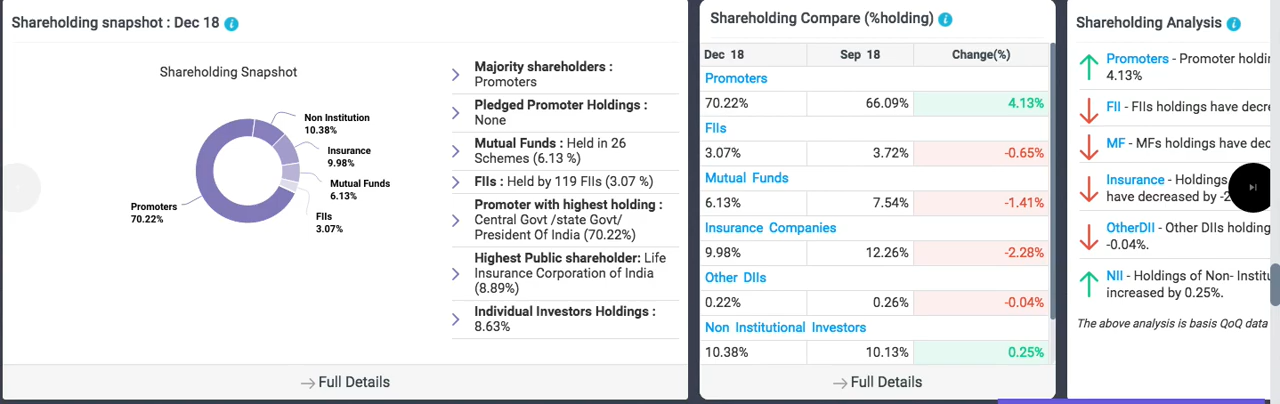 Shareholding snapshot : Dec 18
Shareholding Snapshot
Non Institution
10.38%
Insurance
9.98%
Mutual Funds
6.13%
FIIs
3.07%
Promoters
70.22%
Majority shareholders :
Promoters
Pledged Promoter Holdings :
None
Mutual Funds : Held in 26
Schemes (6.13 %)
FIIs : Held by 119 FIIs (3.07 %)
Promoter with highest holding :
Central Govt /state Govt/
President Of India (70.22%)
Highest Public shareholder: Life
Insurance Corporation of India
(8.89%)
Individual Investors Holdings :
8.63%
Full Details
Shareholding Compare (%holding)
Dec 18 Sep 18 Change(%)
Promoters
70.22% 66.09% 4.13%
FIIs
3.07% 3.72% -0.65%
Mutual Funds
6.13% 7.54% -1.41%
Insurance Companies
9.98% 12.26% -2.28%
Other DIIs
0.22% 0.26% -0.04%
Non Institutional Investors
10.38% 10.13% 0.25%
Full Details
Shareholding Analysis
Promoters - Promoter holdi
4.13%
FII - FIIs holdings have decre
MF - MFs holdings have dec
Insurance - Holdings
have decreased by -2
OtherDII - Other DIIs holding
-0.04%.
NII - Holdings of Non- Institu
increased by 0.25%.
The above analysis is basis QoQ data